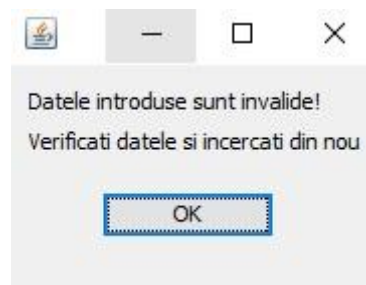 Datele introduse sunt invalide!
Verificati datele si incercati din nou
OK